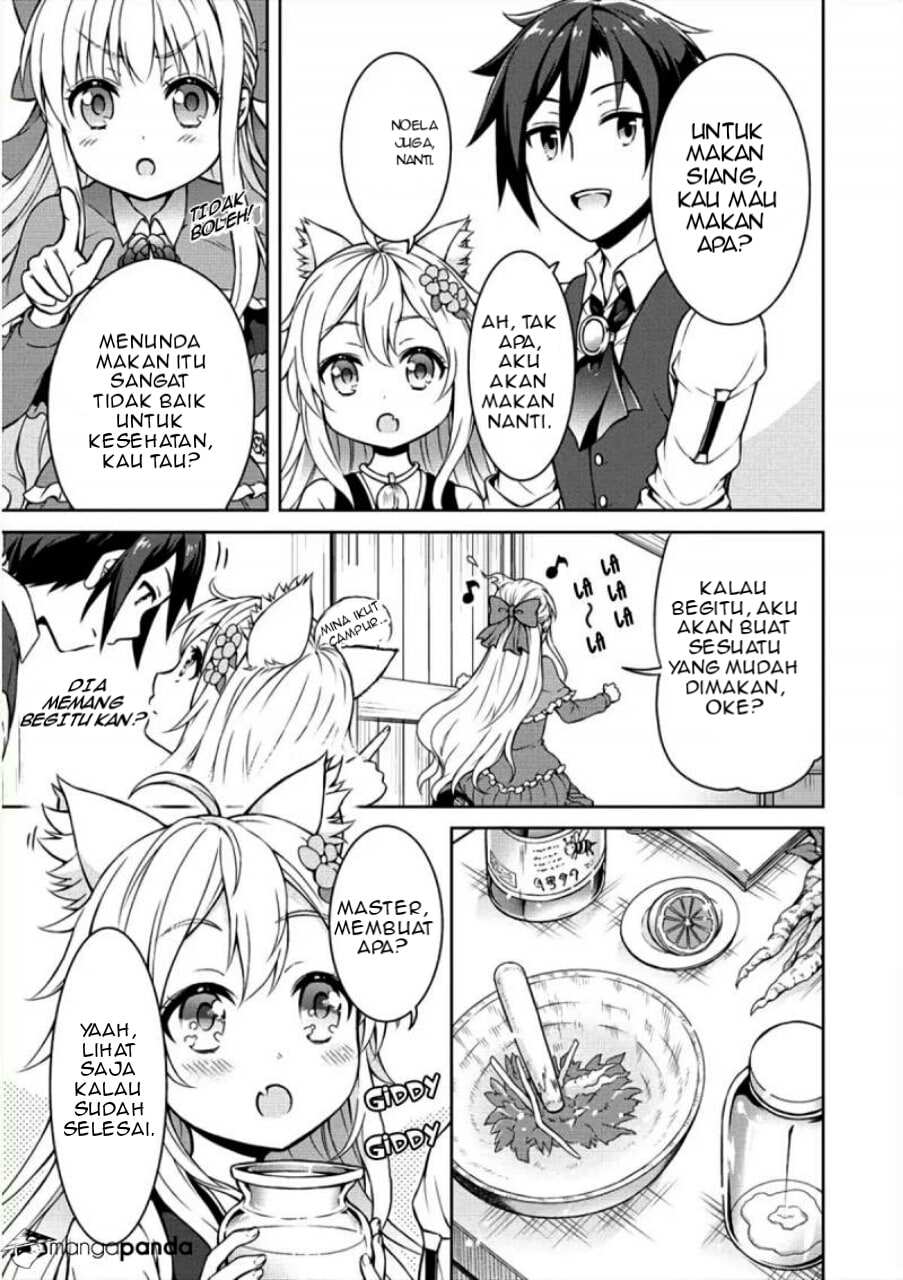 UNTUK
MAKAN
SIANG,
KAU MAU
MAKAN
APA?
AH, TAK
APA,
AKU
AKAN
MAKAN
NANTI.
NOELA
JUGA,
NANTI.
TIDAK
BOLEH!
MENUNDA
MAKAN ITU
SANGAT
TIDAK BAIK
UNTUK
KESEHATAN,
KAU TAU?
KALAU
BEGITU, AKU
AKAN BUAT
SESUATU
YANG MUDAH
DIMAKAN,
OKE?
LA
LA
LA
LA
~
LA
MINA IKUT
CAMPUR...
DIA
MEMANG
BEGITU KAN?
MASTER,
MEMBUAT
APA?
YAAH,
LIHAT
SAJA
KALAU
SUDAH
SELESAI.
GIDDY
GIDDY
mangapanda